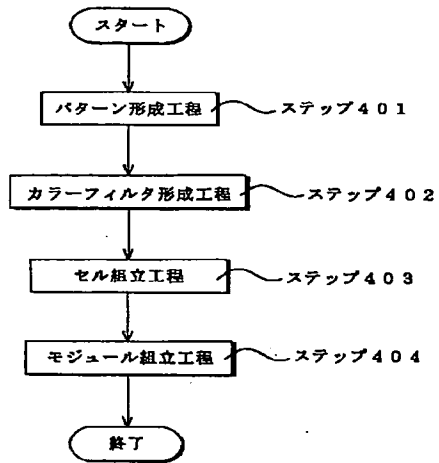 スタート
パターン形成工程 ステップ401
カラーフィルタ形成工程 ステップ402
セル組立工程 ステップ403
モジュール組立工程 ステップ404
終了